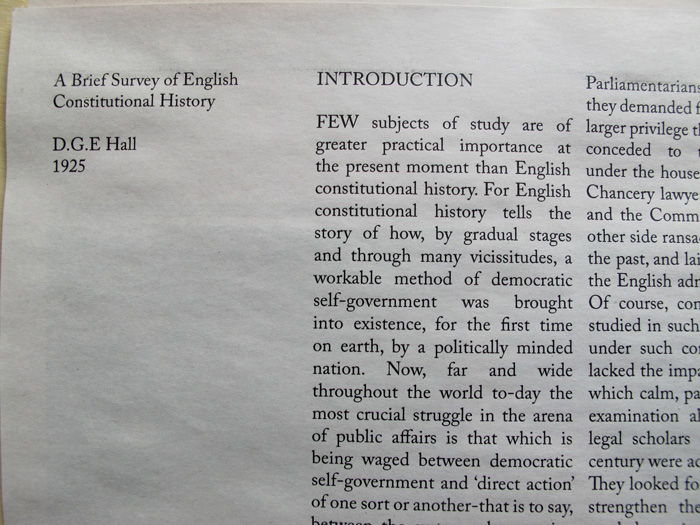 A Brief Survey of English
Constitutional History
D.G.E Hall
1925
INTRODUCTION
FEW subjects of study are of
greater practical importance at
the present moment than English
constitutional history. For English
constitutional history tells the
story of how, by gradual stages
and through many vicissitudes, a
workable method of democratic
self-government was brought
into existence, for the first time
on earth, by a politically minded
nation. Now, far and wide
throughout the world to-day the
most crucial struggle in the arena
of public affairs is that which is
being waged between democratic
self-government and 'direct action'
of one sort or another-that is to say,
Parliamentarians
they demanded
larger privilege
conceded to
under the house
Chancery
and the
other side
the past, and
the English
Of course,
studied in such
under such
lacked the
which calm,
examination
legal scholars
century were
They looked
strengthen the